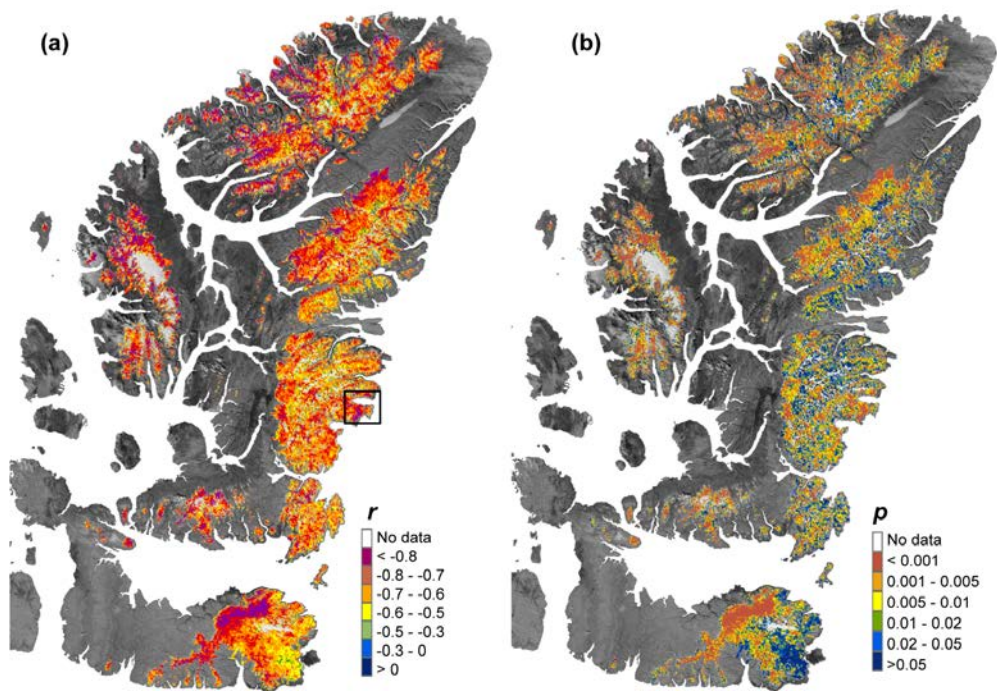 (a)
(b)
r
No data
< -0.8
-0.8 - -0.7
-0.7 - -0.6
-0.6 - -0.5
-0.5 - -0.3
-0.3 - 0
> 0
p
No data
< 0.001
0.001 - 0.005
0.005 - 0.01
0.01 - 0.02
0.02 - 0.05
>0.05